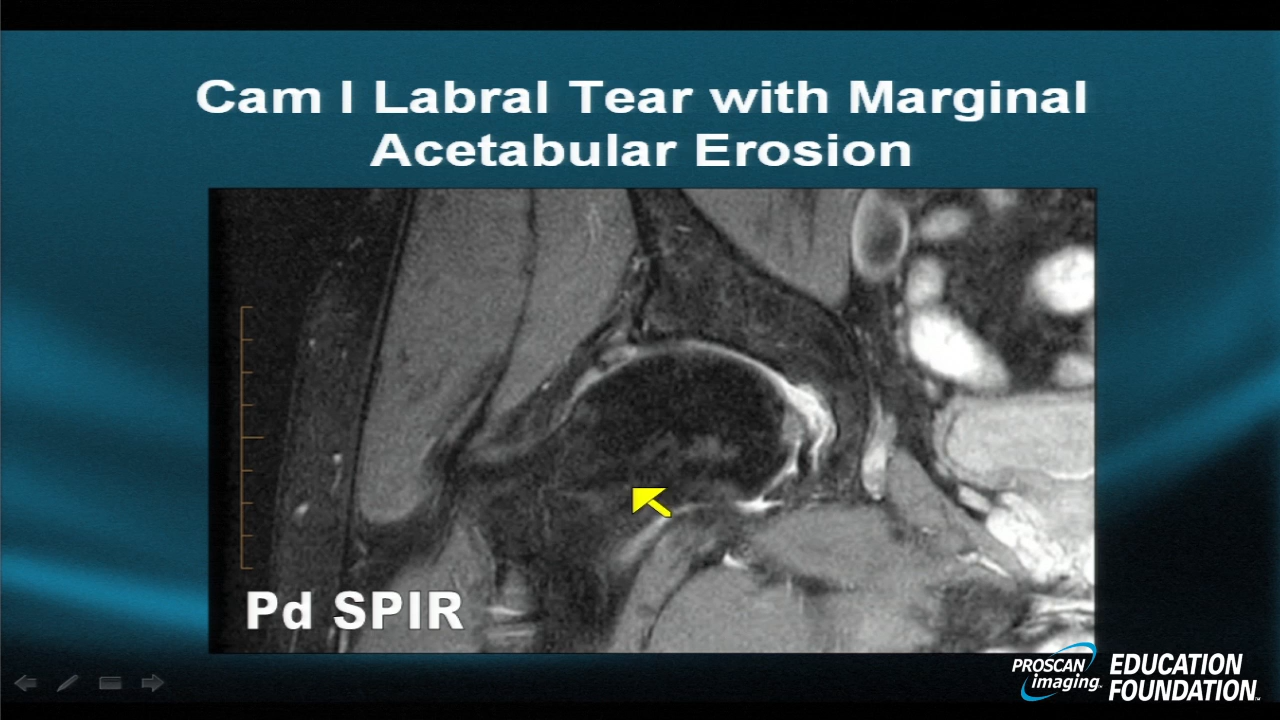 Cam I Labral Tear with Marginal
Acetabular Erosion
Pd SPIR
PROSCAN
imaging
EDUCATION
FOUNDATION